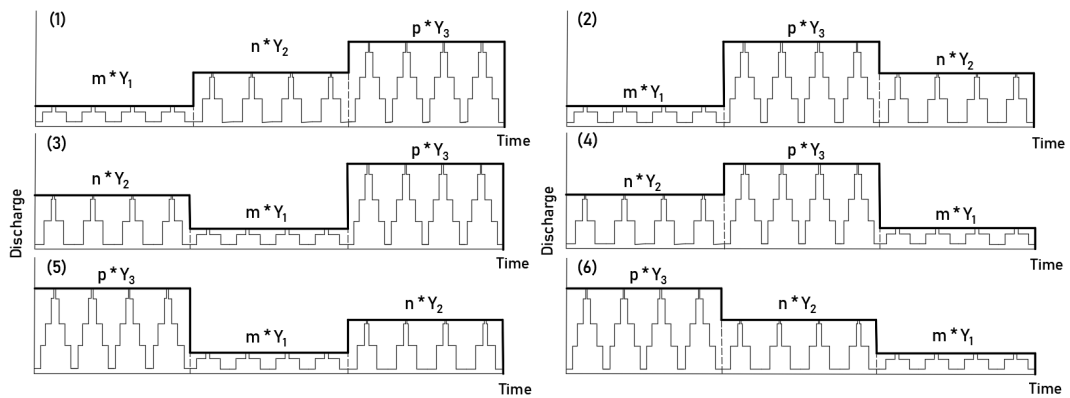 (1)
m*Y₁
n*Y₂
p*Y₃
Time
(2)
m*Y₁
p*Y₃
n*Y₂
Time
Discharge
(3)
n*Y₂
m*Y₁
p*Y₃
Time
Discharge
(4)
n*Y₂
p*Y₃
m*Y₁
Time
(5)
p*Y₃
m*Y₁
n*Y₂
Time
(6)
p*Y₃
n*Y₂
m*Y₁
Time